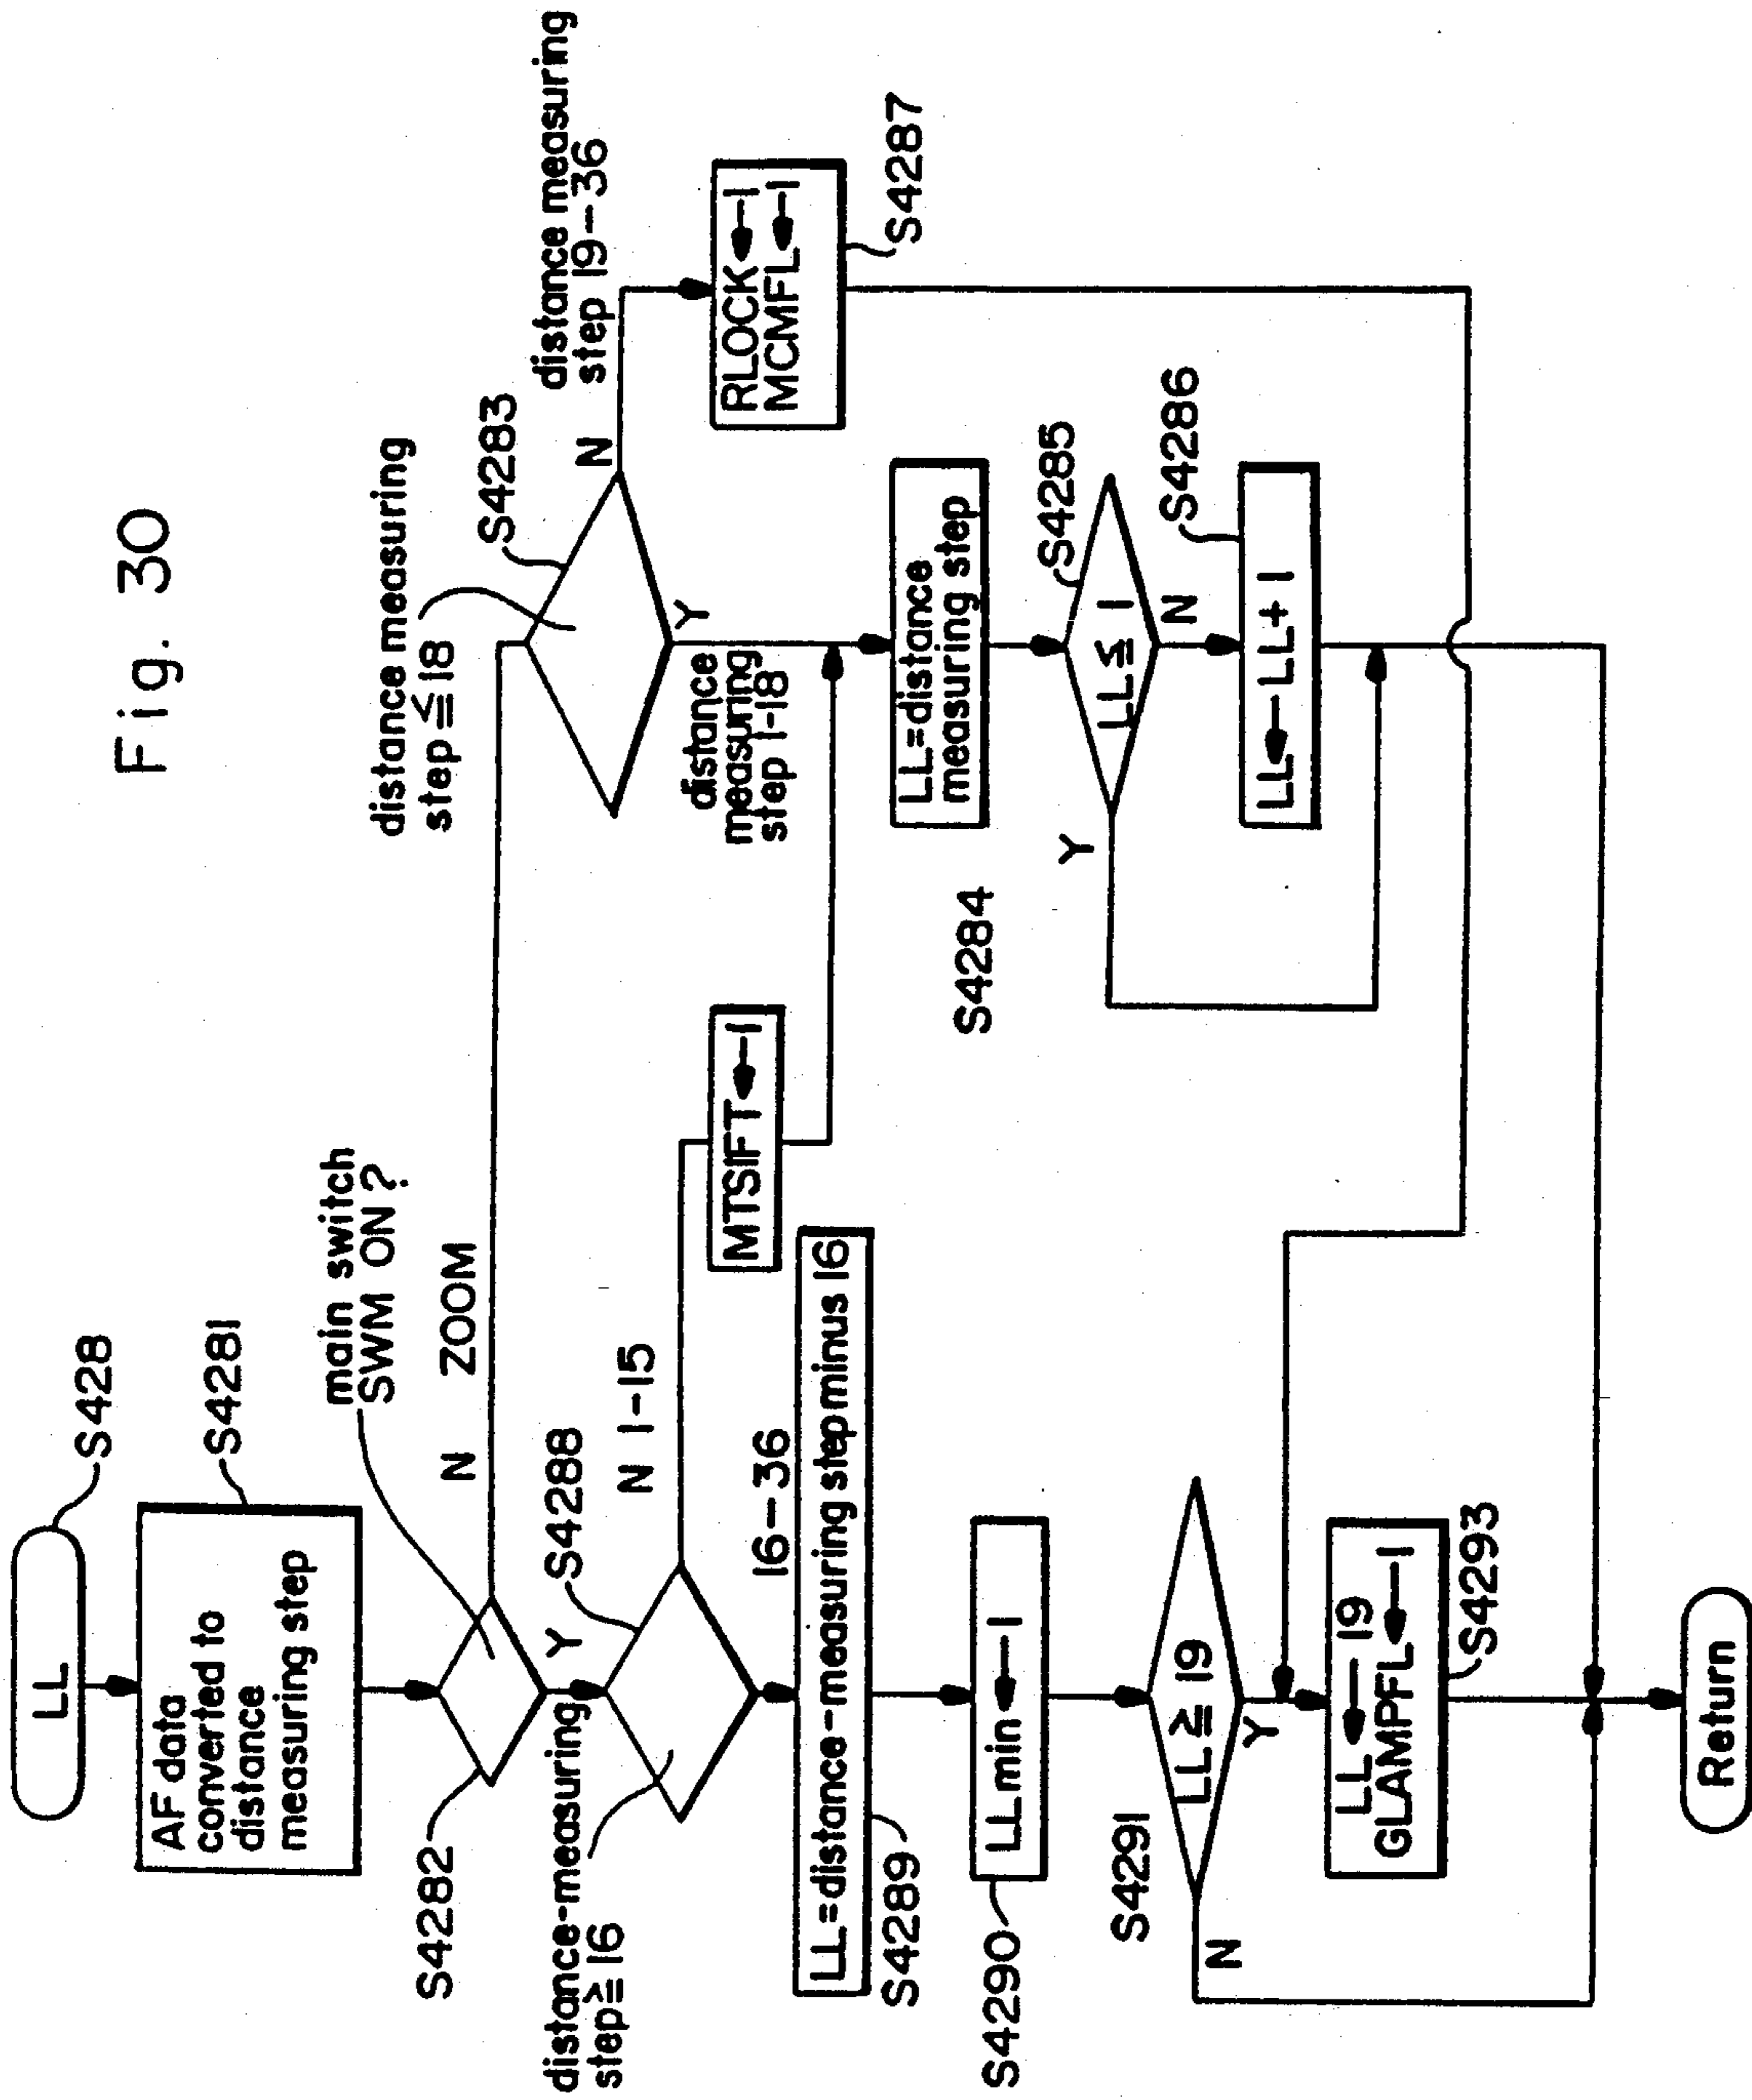 Fig. 30
LL
S428
AF data
converted to
distance
measuring step
S4281
main switch
SWM ON?
S4282
N ZOOM
Y
distance measuring
step≦18
S4283
N
distance measuring
step 19-36
Y
distance
measuring
step 1-18
RLOCK←1
MCMFL←1
S4287
distance-measuring
step≧16
S4288
N 1-15
MTSIFT←1
16-36
LL=distance-measuring step minus 16
S4289
LL=distance
measuring step
S4284
LL≦1
S4285
Y
N
LL←LL+1
S4286
LLmin←1
S4290
LL≧19
S4291
N
Y
LL←19
GLAMPFL←1
S4293
Return